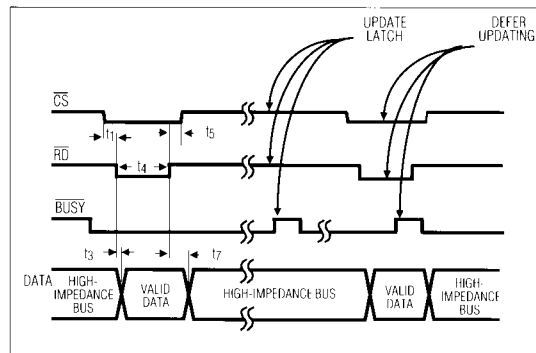 UPDATE
LATCH
DEFER
UPDATING
CS
t1
t5
RD
t4
BUSY
t3
t7
DATA
HIGH-
IMPEDANCE
BUS
VALID
DATA
HIGH-IMPEDANCE BUS
VALID
DATA
HIGH-
IMPEDANCE
BUS